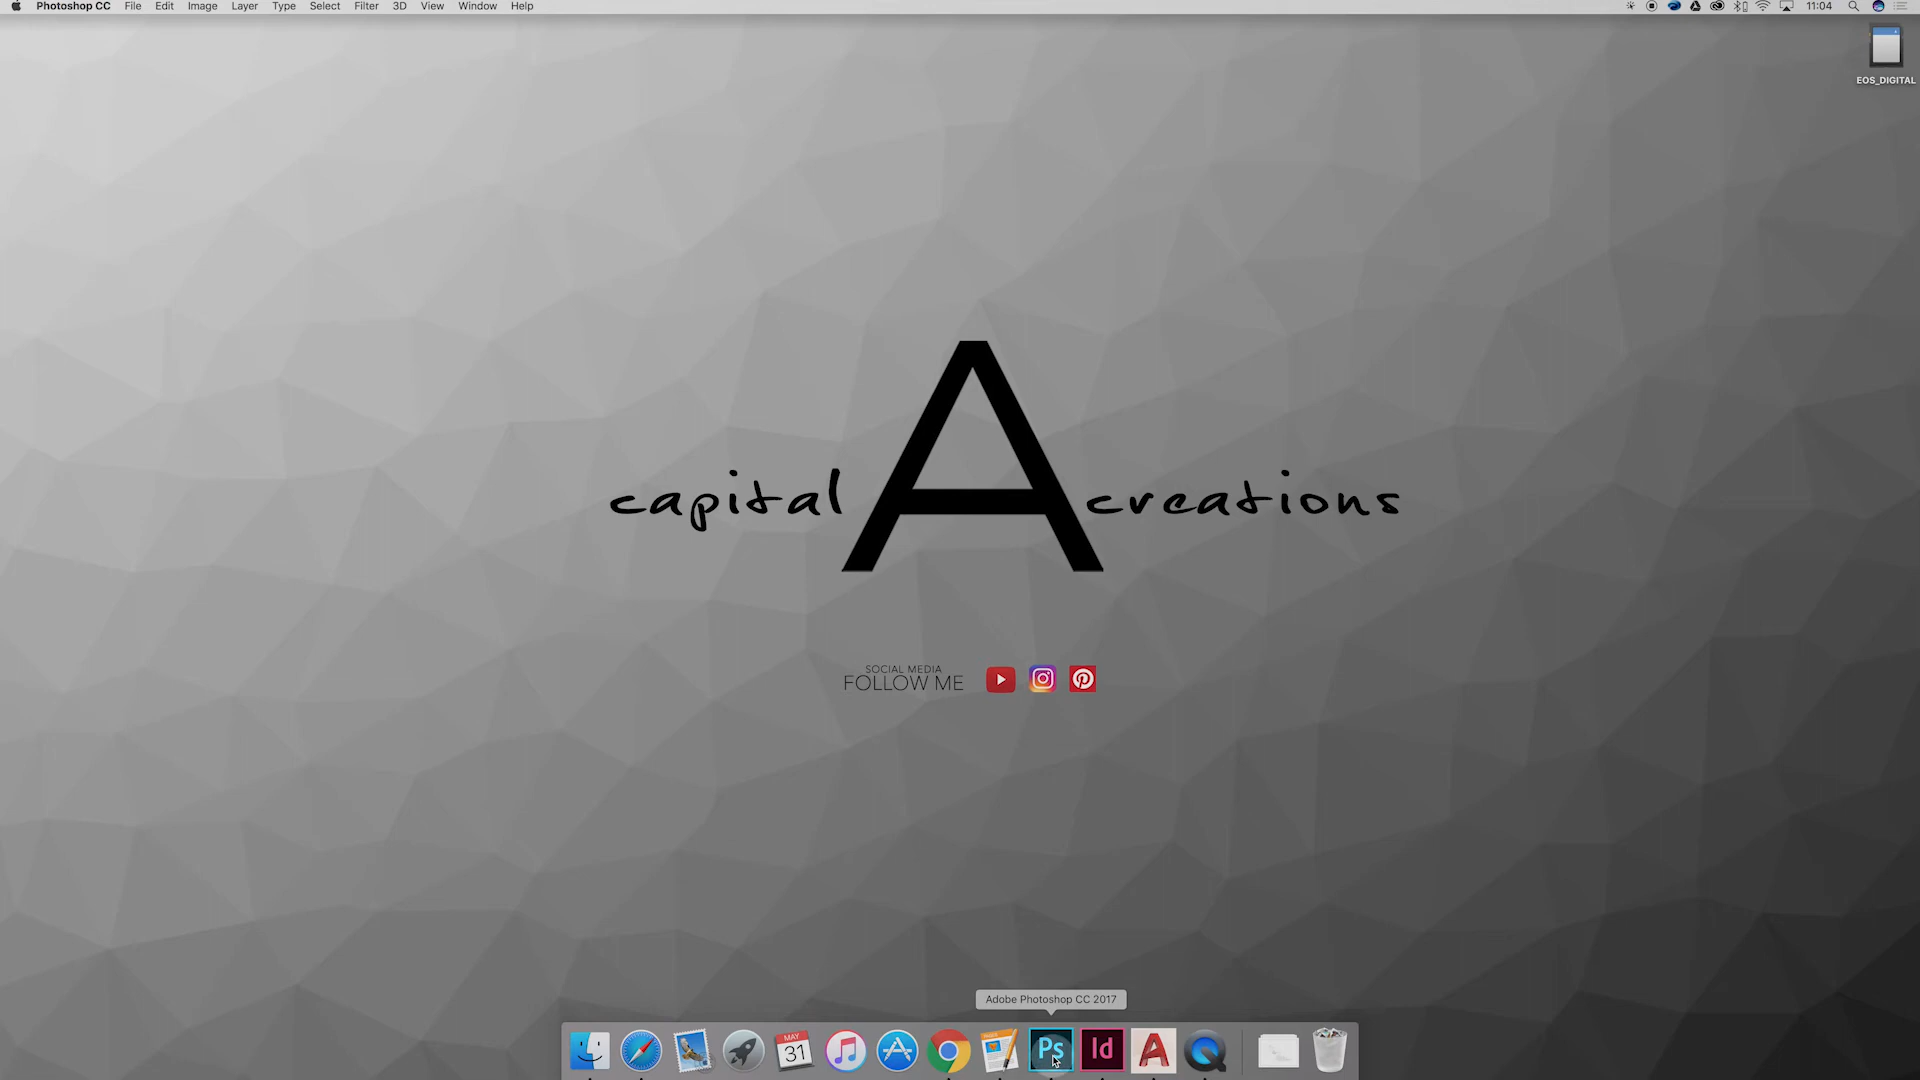 Photoshop CC File Edit Image Layer Type Select Filter 3D View Window Help 11:04
EOS_DIGITAL
capital A creations
SOCIAL MEDIA
FOLLOW ME
Adobe Photoshop CC 2017
MAY
31
Ps Id